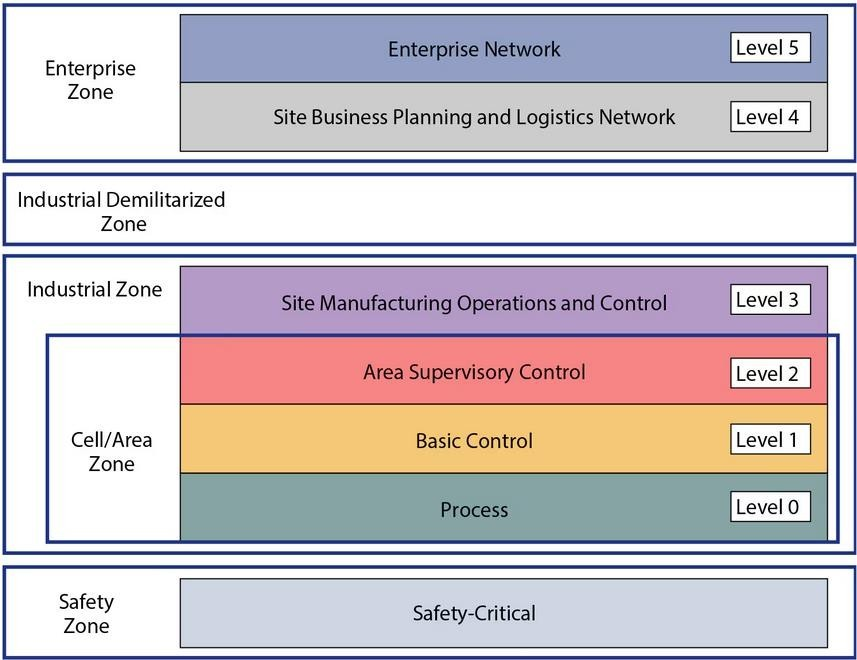 Enterprise
Zone
Enterprise Network
Level 5
Site Business Planning and Logistics Network
Level 4
Industrial Demilitarized
Zone
Industrial Zone
Site Manufacturing Operations and Control
Level 3
Cell/Area
Zone
Area Supervisory Control
Level 2
Basic Control
Level 1
Process
Level 0
Safety
Zone
Safety-Critical